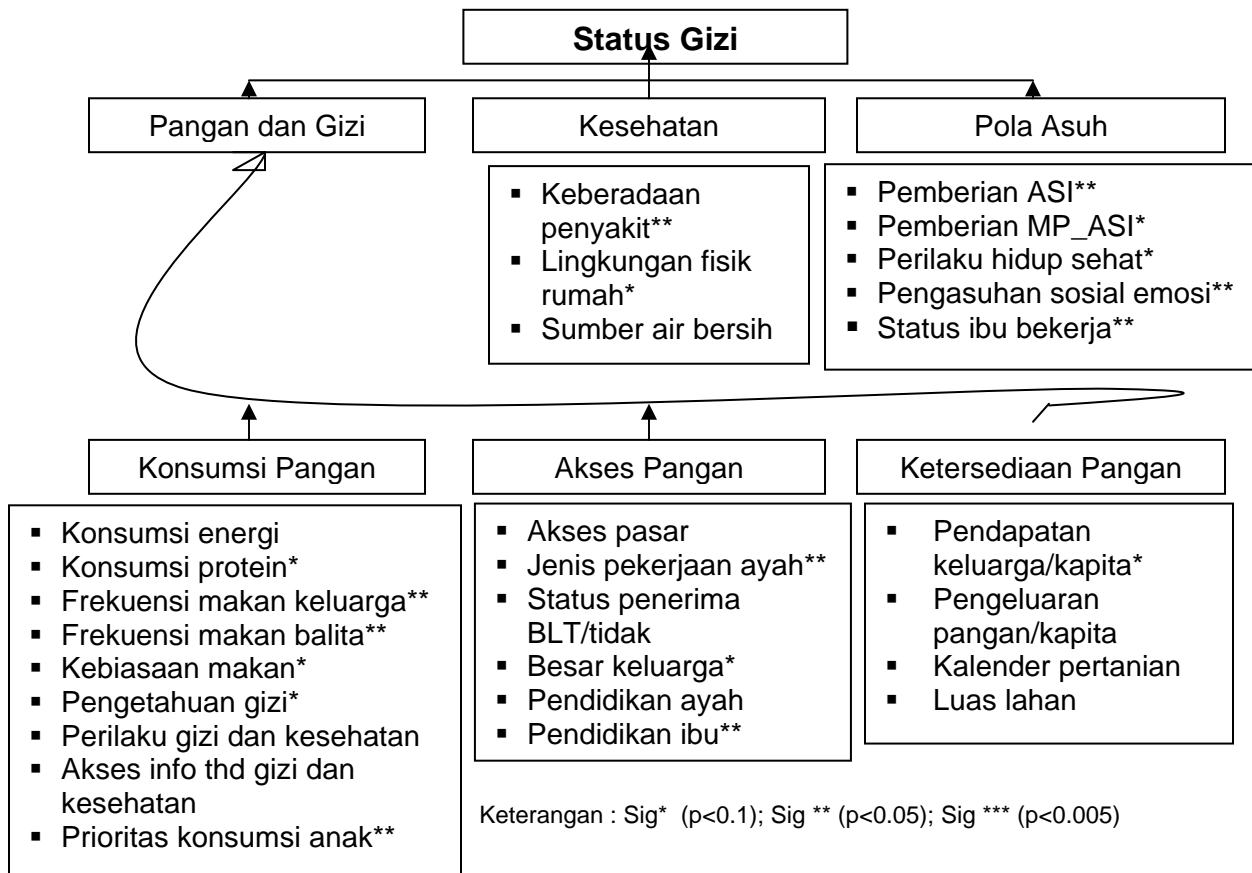 Status Gizi
Pangan dan Gizi
Kesehatan
Pola Asuh
▪ Keberadaan
penyakit**
▪ Lingkungan fisik
rumah*
▪ Sumber air bersih
▪ Pemberian ASI**
▪ Pemberian MP_ASI*
▪ Perilaku hidup sehat*
▪ Pengasuhan sosial emosi**
▪ Status ibu bekerja**
Konsumsi Pangan
Akses Pangan
Ketersediaan Pangan
▪ Konsumsi energi
▪ Konsumsi protein*
▪ Frekuensi makan keluarga**
▪ Frekuensi makan balita**
▪ Kebiasaan makan*
▪ Pengetahuan gizi*
▪ Perilaku gizi dan kesehatan
▪ Akses info thd gizi dan
kesehatan
▪ Prioritas konsumsi anak**
▪ Akses pasar
▪ Jenis pekerjaan ayah**
▪ Status penerima
BLT/tidak
▪ Besar keluarga*
▪ Pendidikan ayah
▪ Pendidikan ibu**
▪ Pendapatan
keluarga/kapita*
▪ Pengeluaran
pangan/kapita
▪ Kalender pertanian
▪ Luas lahan
Keterangan : Sig* (p<0.1); Sig ** (p<0.05); Sig *** (p<0.005)